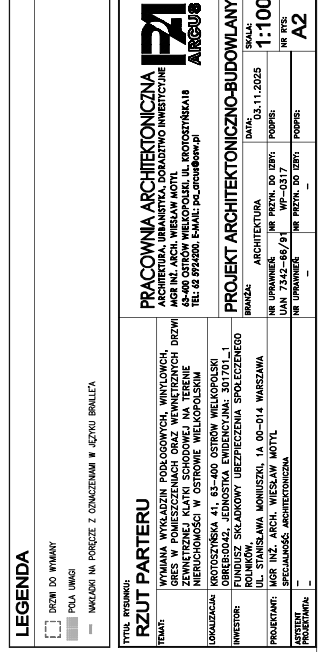 LEGENDA
DRZWI DO WYMIANY
POLA UWAGI
NAKŁADKI NA PORĘCZE Z OZNACZENIAMI W JĘZYKU BRAILLE'A
TYTUŁ RYSUNKU:
RZUT PARTERU
PRACOWNIA ARCHITEKTONICZNA
ARCHITEKTURA, URBANISTYKA, DORADZTWO INWESTYCYJNE
MGR INŻ. ARCH. WIESŁAW MOTYL
63-400 OSTRÓW WIELKOPOLSKI, UL. KROTOSZYŃSKA18
TEL: 62 5924200, E-MAIL: pa_arcus@osw.pl
ARCUS
TEMAT:
WYMIANA WYKŁADZIN PODŁOGOWYCH, WINYLOWCH,
GRES W POMIESZCZENIACH ORAZ WEWNĘTRZNYCH DRZWI
ZEWNĘTRZNEJ KLATKI SCHODOWEJ NA TERENIE
NIERUCHOMOŚCI W OSTROWIE WIELKOPOLSKIM
LOKALIZACJA:
KROTOSZYŃSKA 41, 63-400 OSTRÓW WIELKOPOLSKI
OBRĘB:0042, JEDNOSTKA EWIDENCYJNA: 301701_1
INWESTOR:
FUNDUSZ SKŁADKOWY UBEZPIECZENIA SPOŁECZENEGO
ROLNIKÓW,
UL. STANISŁAWA MONIUSZKI, 1A 00-014 WARSZAWA
PROJEKT ARCHITEKTONICZNO-BUDOWLANY
BRANŻA:
ARCHITEKTURA
DATA:
03.11.2025
SKALA:
1:100
PROJEKTANT:
MGR INŻ. ARCH. WIESŁAW MOTYL
SPECJALNOŚĆ: ARCHITEKTONICZNA
NR UPRAWNIEŃ:
UAN 7342-66/91
NR PRZYN. DO IZBY:
WP-0317
PODPIS:
NR RYS:
A2
ASYSTENT
PROJEKTANTA:
–
–
NR UPRAWNIEŃ:
–
NR PRZYN. DO IZBY:
–
PODPIS: